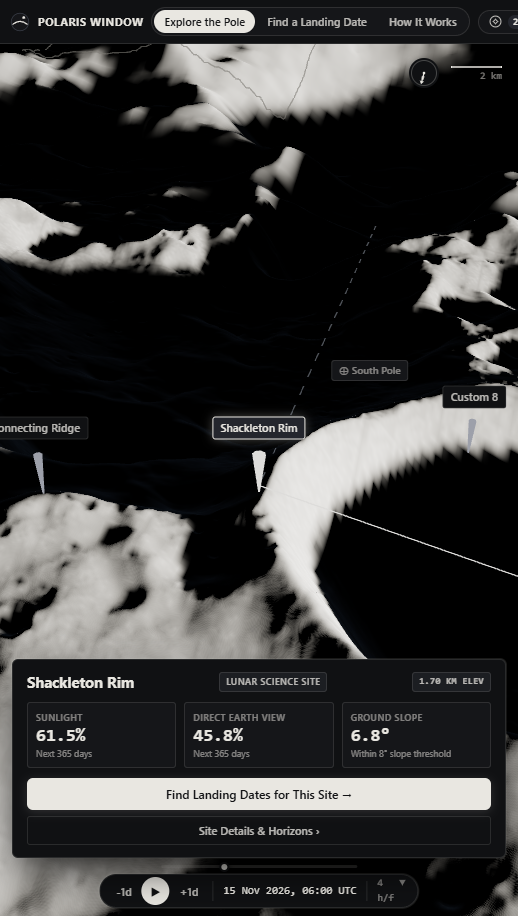 POLARIS WINDOW
Explore the Pole
Find a Landing Date
How It Works
2
2 km
South Pole
Custom 8
onnecting Ridge
Shackleton Rim
Shackleton Rim
LUNAR SCIENCE SITE
1.70 KM ELEV
SUNLIGHT
DIRECT EARTH VIEW
GROUND SLOPE
61.5%
45.8%
6.8°
Next 365 days
Next 365 days
Within 8° slope threshold
Find Landing Dates for This Site →
Site Details & Horizons ›
-1d
+1d
15 Nov 2026, 06:00 UTC
4
h/f